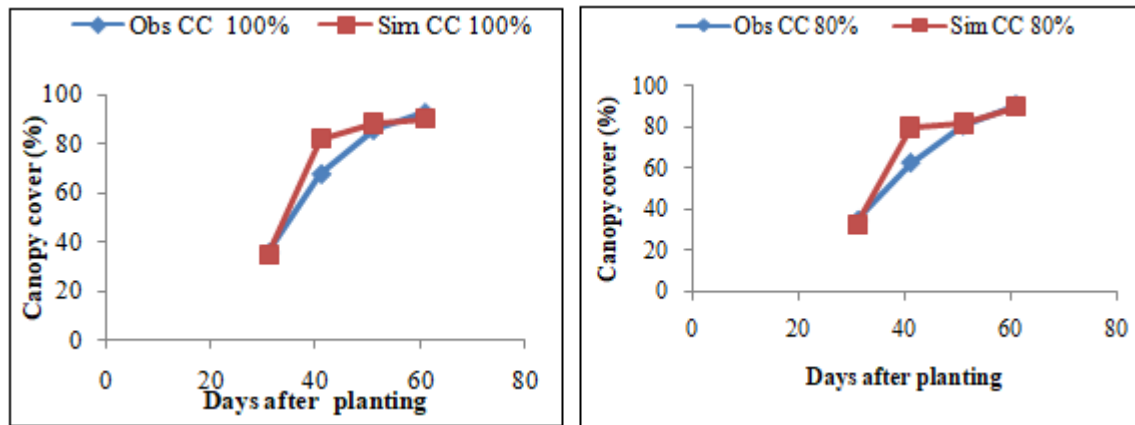 Obs CC 100% Sim CC 100%
100
80
60
40
20
0
Canopy cover (%)
0 20 40 60 80
Days after planting
Obs CC 80% Sim CC 80%
100
80
60
40
20
0
Canopy cover (%)
0 20 40 60 80
Days after planting